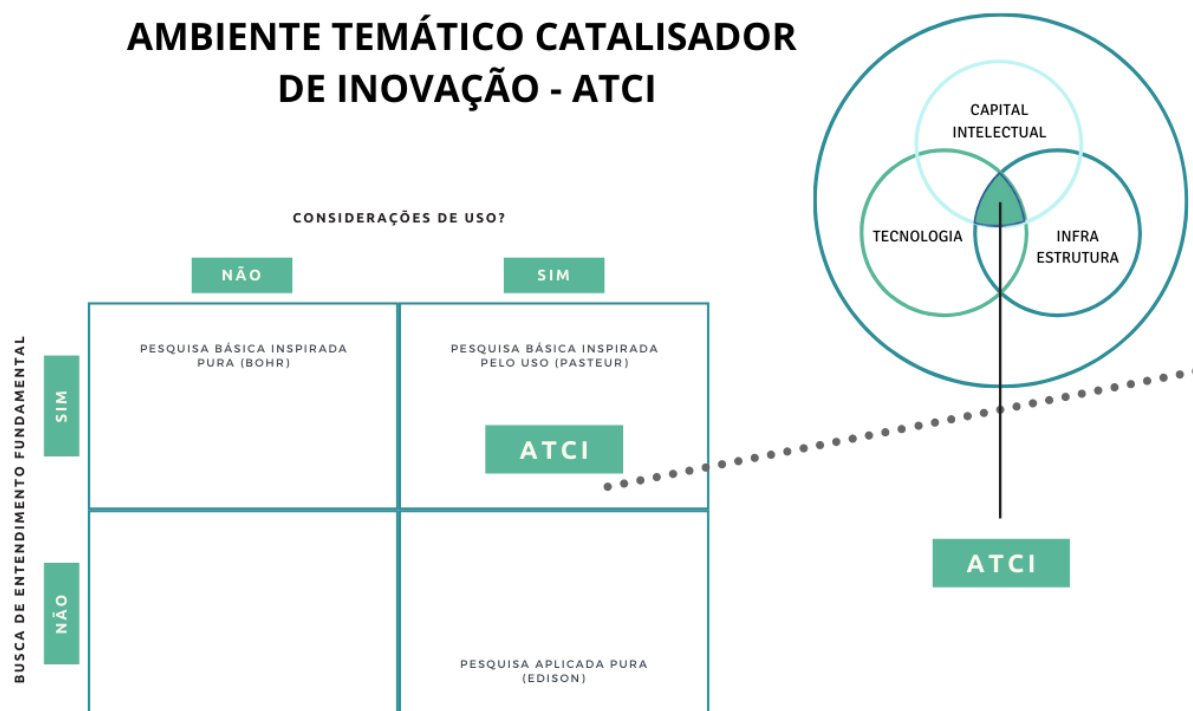 AMBIENTE TEMÁTICO CATALISADOR
DE INOVAÇÃO - ATCI
CAPITAL
INTELECTUAL
TECNOLOGIA
INFRA
ESTRUTURA
ATCI
CONSIDERAÇÕES DE USO?
NÃO
SIM
BUSCA DE ENTENDIMENTO FUNDAMENTAL
SIM
PESQUISA BÁSICA INSPIRADA
PURA (BOHR)
PESQUISA BÁSICA INSPIRADA
PELO USO (PASTEUR)
ATCI
NÃO
PESQUISA APLICADA PURA
(EDISON)